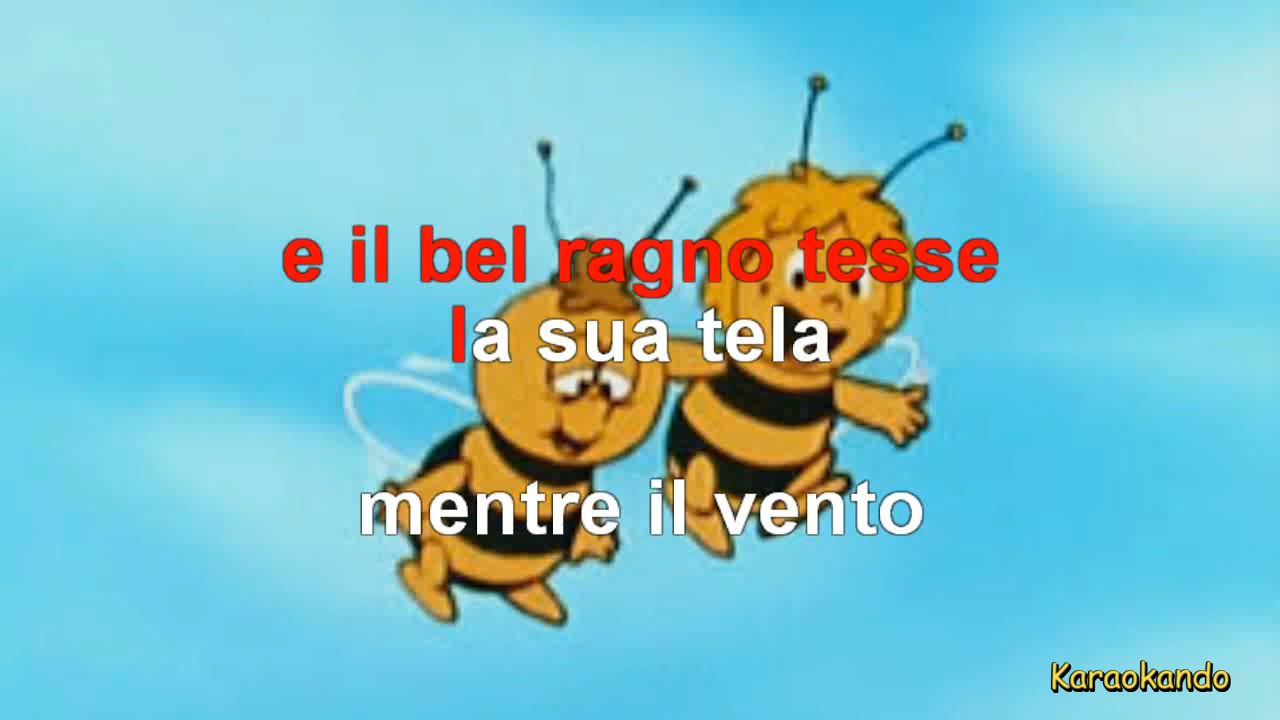 e il bel ragno tesse
la sua tela
mentre il vento
Karaokando